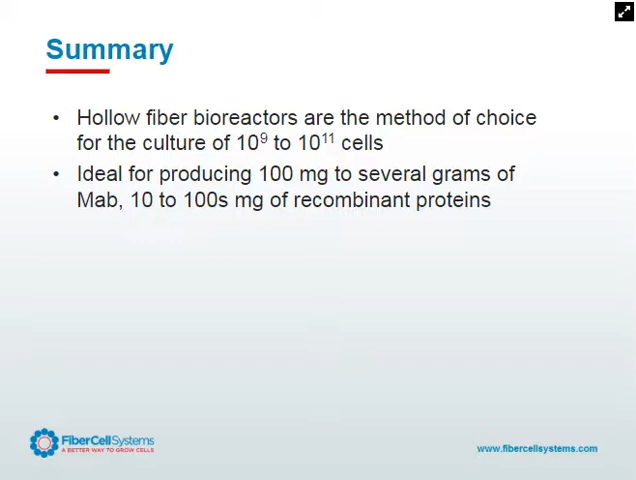 Summary
• Hollow fiber bioreactors are the method of choice
for the culture of 10⁹ to 10¹¹ cells
• Ideal for producing 100 mg to several grams of
Mab, 10 to 100s mg of recombinant proteins
FiberCellSystems
A BETTER WAY TO GROW CELLS
www.fibercellsystems.com